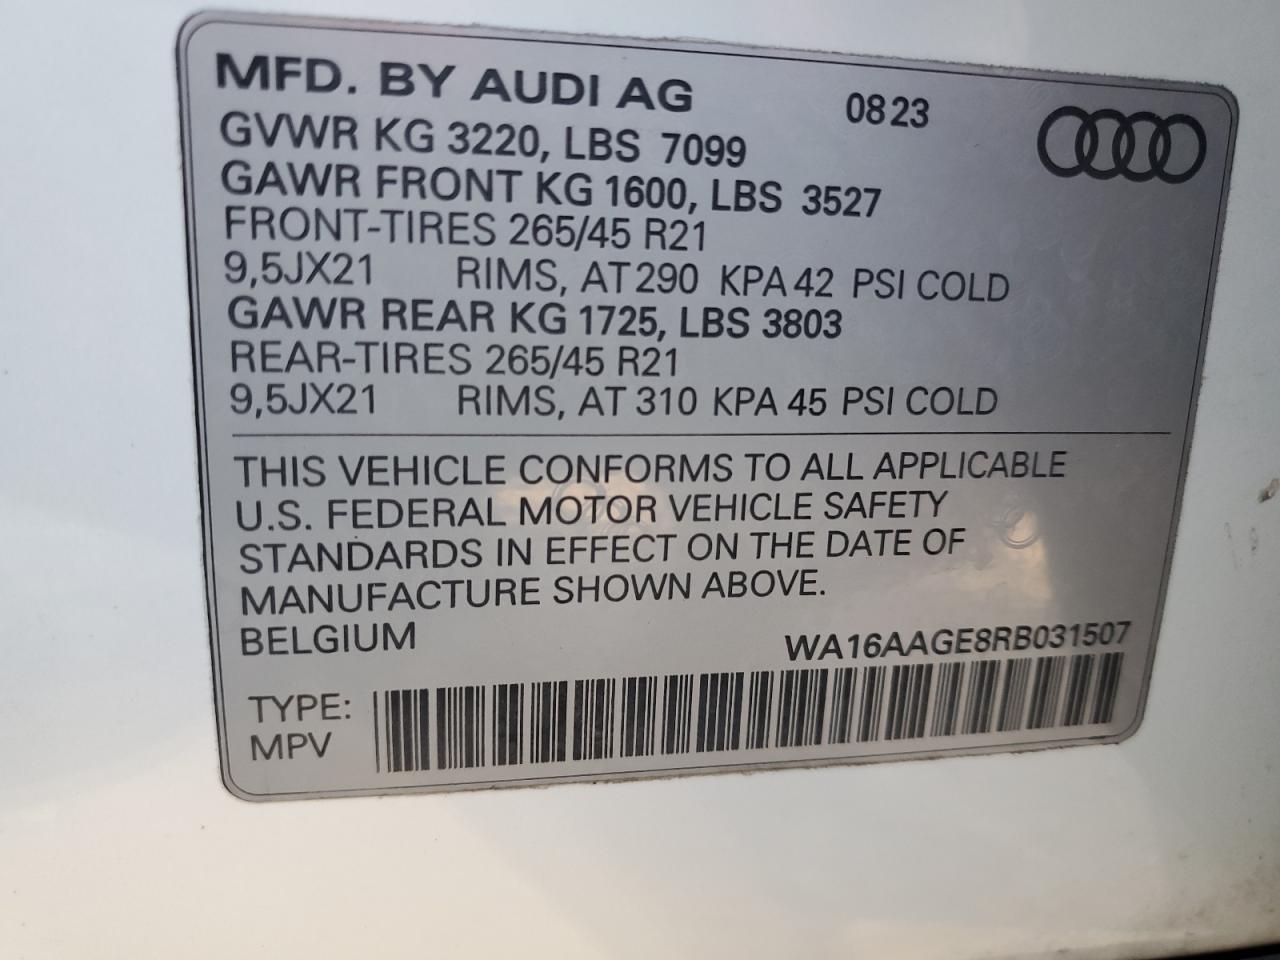 MFD. BY AUDI AG 0823
GVWR KG 3220, LBS 7099
GAWR FRONT KG 1600, LBS 3527
FRONT-TIRES 265/45 R21
9,5JX21 RIMS, AT 290 KPA 42 PSI COLD
GAWR REAR KG 1725, LBS 3803
REAR-TIRES 265/45 R21
9,5JX21 RIMS, AT 310 KPA 45 PSI COLD
THIS VEHICLE CONFORMS TO ALL APPLICABLE
U.S. FEDERAL MOTOR VEHICLE SAFETY
STANDARDS IN EFFECT ON THE DATE OF
MANUFACTURE SHOWN ABOVE.
BELGIUM WA16AAGE8RB031507
TYPE:
MPV